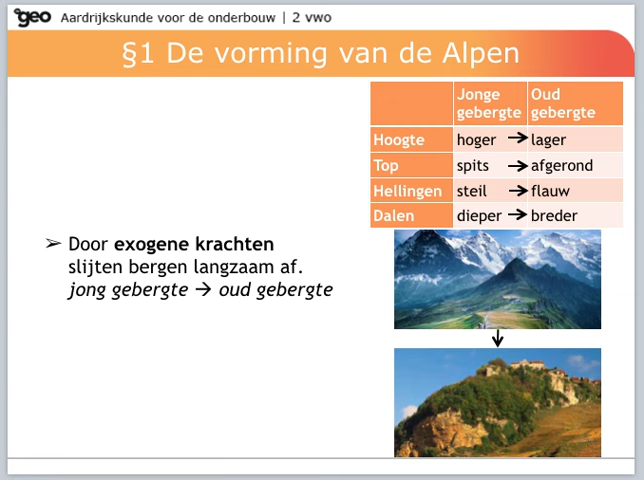 geo Aardrijkskunde voor de onderbouw | 2 vwo
§1 De vorming van de Alpen
Jonge gebergte Oud gebergte
Hoogte hoger → lager
Top spits → afgerond
Hellingen steil → flauw
Dalen dieper → breder
➢ Door exogene krachten
slijten bergen langzaam af.
jong gebergte → oud gebergte